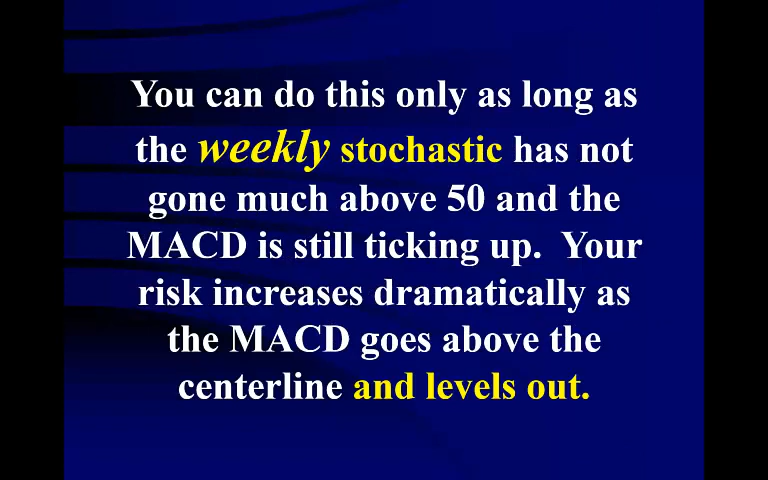 You can do this only as long as
the weekly stochastic has not
gone much above 50 and the
MACD is still ticking up.  Your
risk increases dramatically as
the MACD goes above the
centerline and levels out.